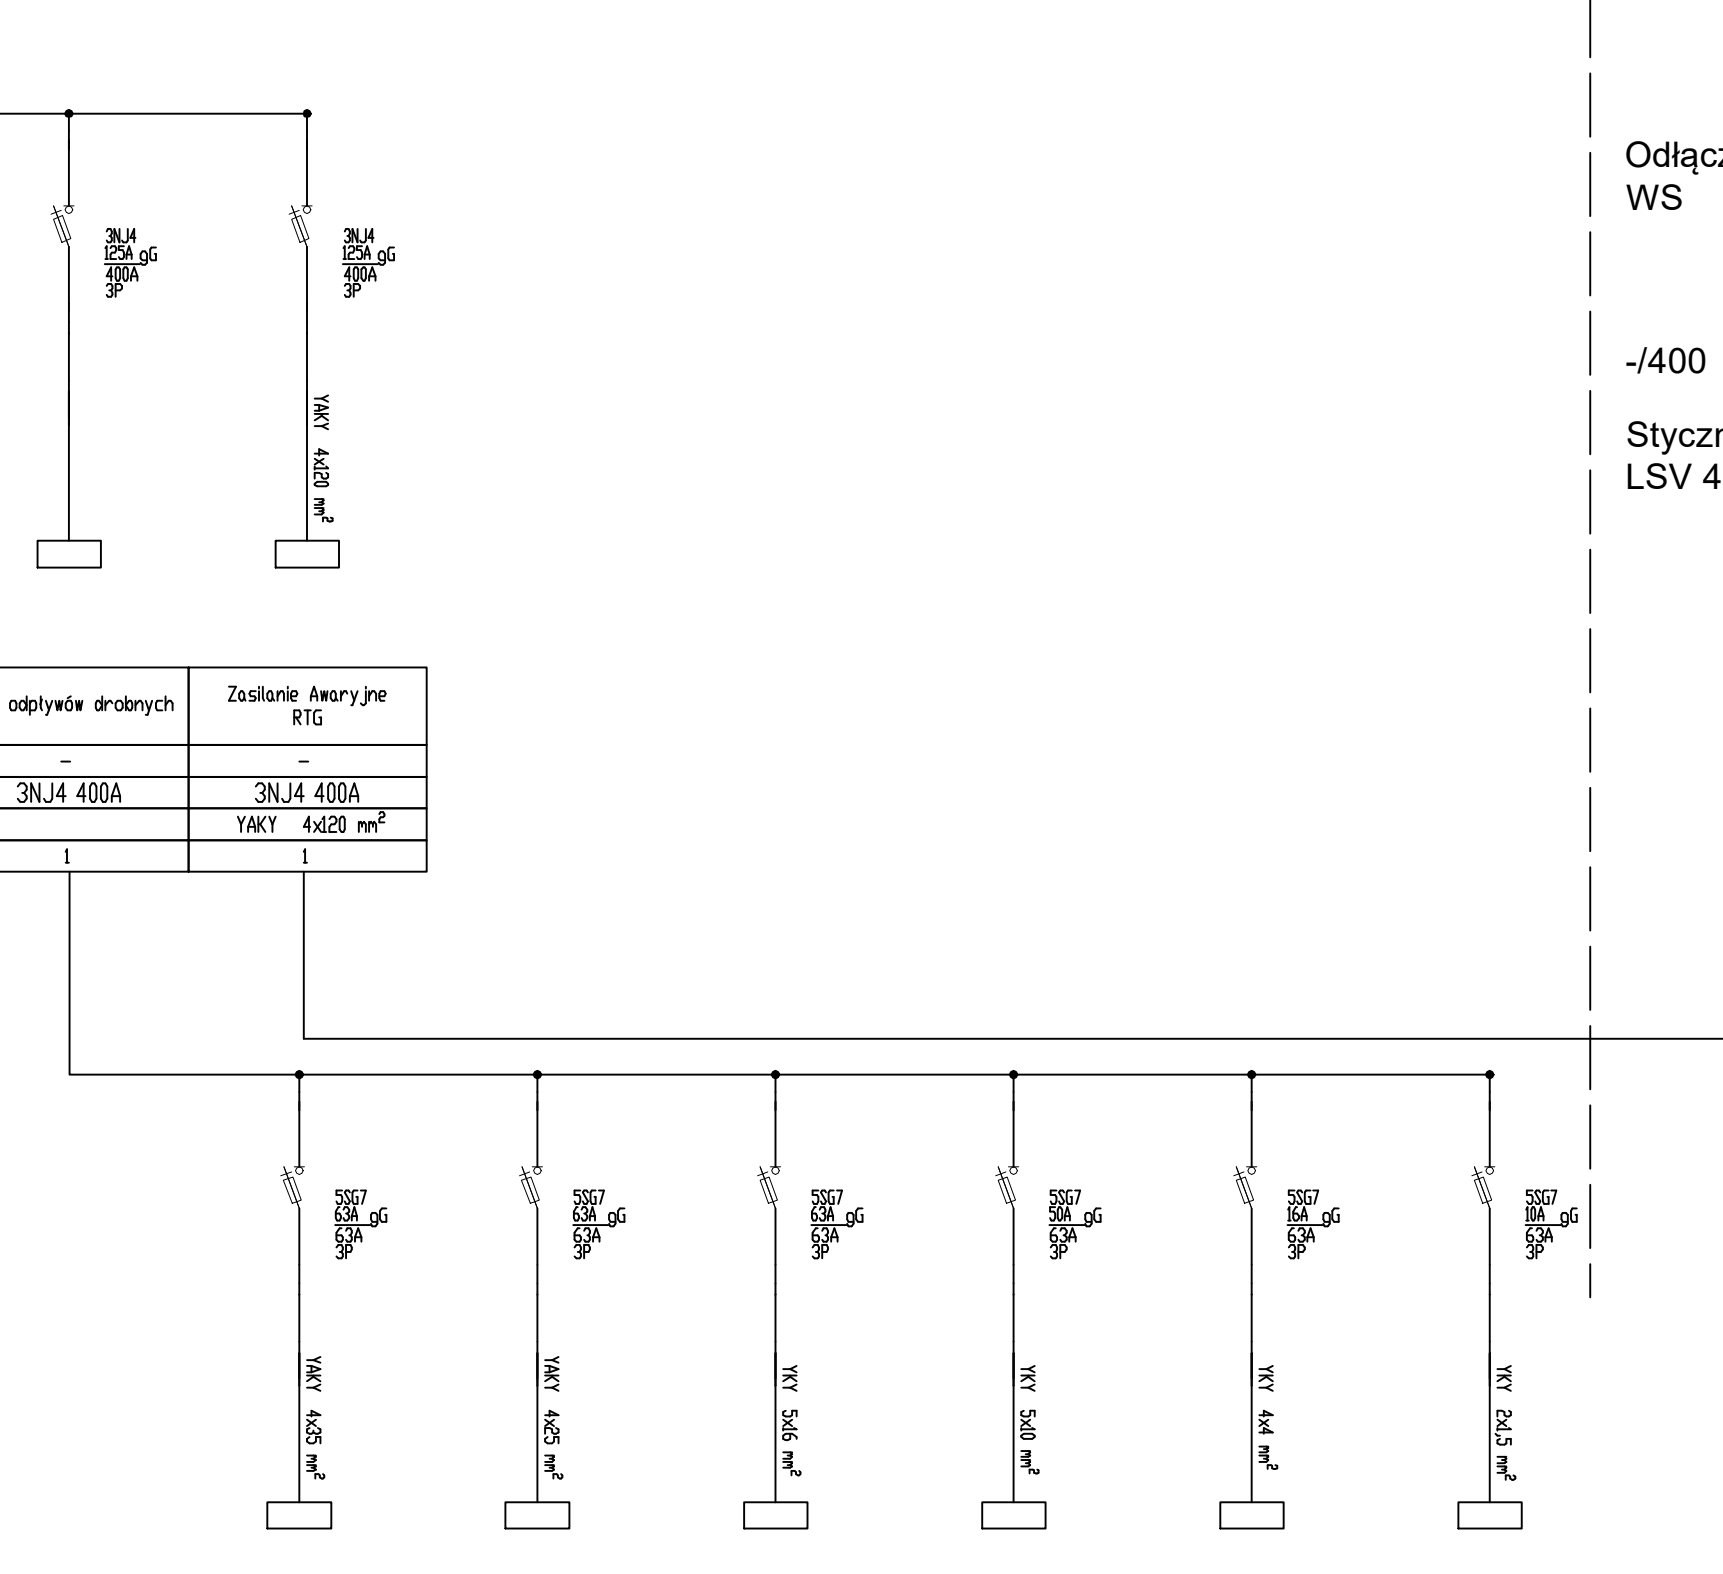 Odłącz
WS
3NJ4
125A gG
400A
3P
3NJ4
125A gG
400A
3P
-/400
YAKY 4x120 mm²
Styczn
LSV 4
odpływów drobnych
Zasilanie Awaryjne
RTG
-
-
3NJ4 400A
3NJ4 400A
YAKY 4x120 mm²
1
1
5SG7
63A gG
63A
3P
5SG7
63A gG
63A
3P
5SG7
63A gG
63A
3P
5SG7
50A gG
63A
3P
5SG7
16A gG
63A
3P
5SG7
10A gG
63A
3P
YAKY 4x35 mm²
YAKY 4x25 mm²
YKY 5x16 mm²
YKY 5x10 mm²
YKY 4x4 mm²
YKY 2x1,5 mm²